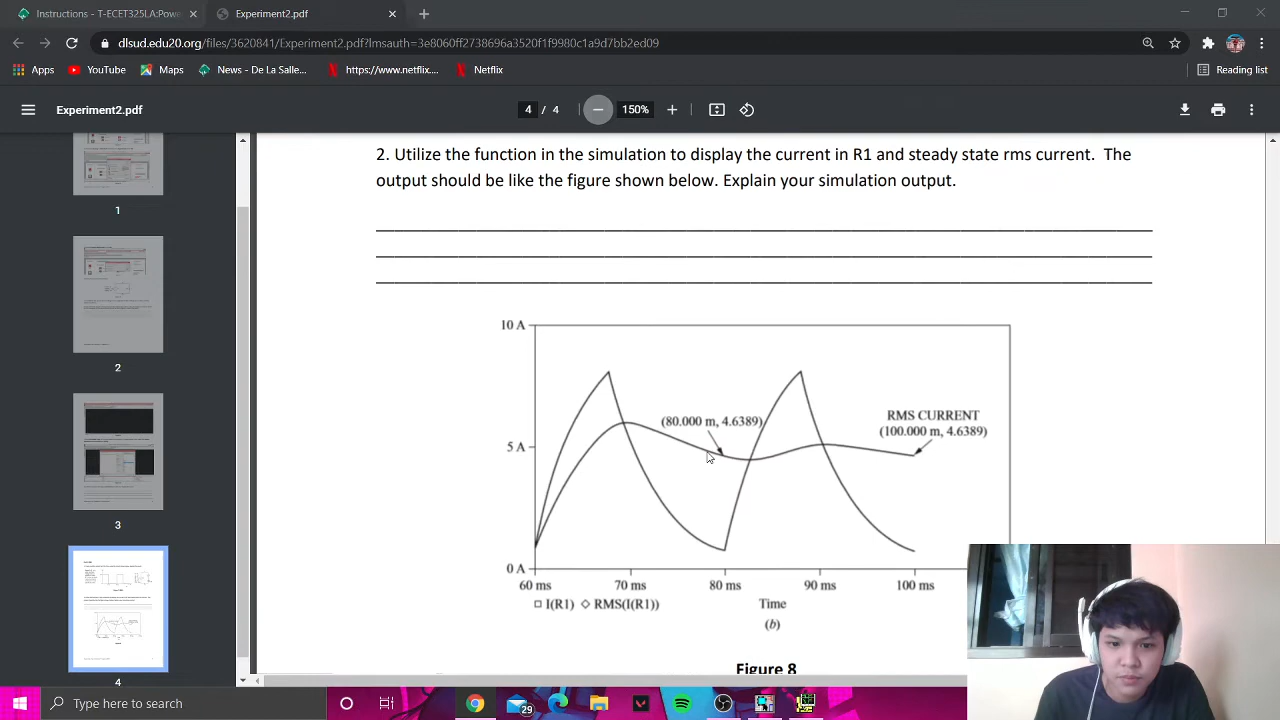 Instructions - T-ECET325LA:Power
Experiment2.pdf
dlsud.edu20.org/files/3620841/Experiment2.pdf?lmsauth=3e8060ff2738696a3520f1f9980c1a9d7bb2ed09
Apps
YouTube
Maps
News - De La Salle...
https://www.netflix....
Netflix
Reading list
Experiment2.pdf
4 / 4
150%
1
2
3
4
2. Utilize the function in the simulation to display the current in R1 and steady state rms current. The
output should be like the figure shown below. Explain your simulation output.
10 A
(80.000 m, 4.6389)
RMS CURRENT
(100.000 m, 4.6389)
5 A
0 A
60 ms 70 ms 80 ms 90 ms 100 ms
I(R1) RMS(I(R1))
Time
(b)
Figure 8
Type here to search
29